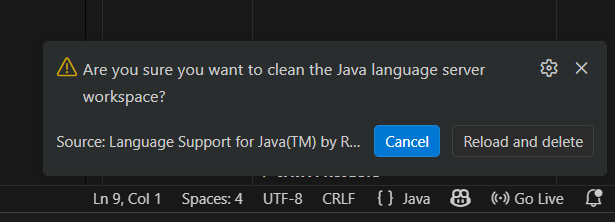 Are you sure you want to clean the Java language server
workspace?
Source: Language Support for Java(TM) by R...
Cancel
Reload and delete
Ln 9, Col 1
Spaces: 4
UTF-8
CRLF
{ } Java
Go Live